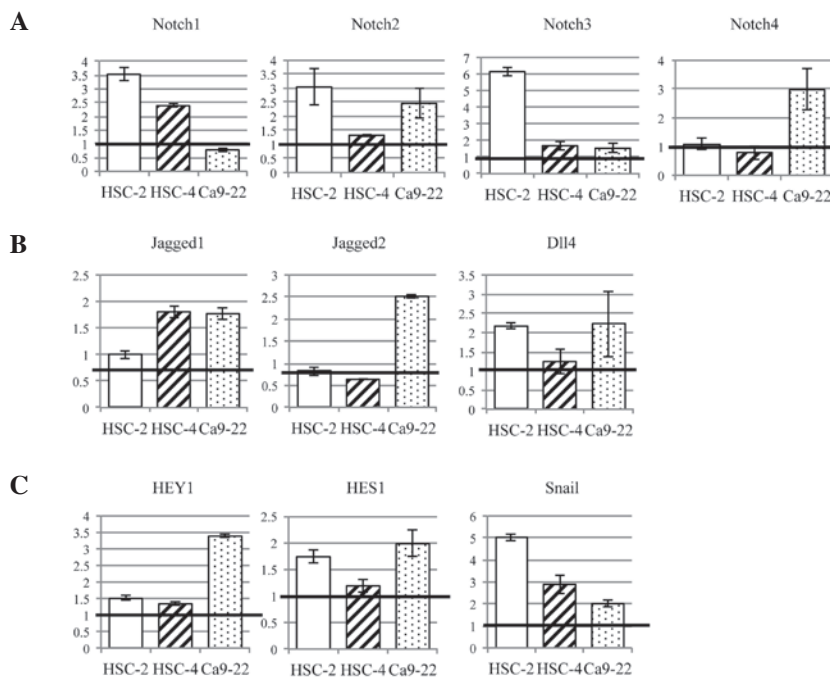 A
Notch1 Notch2 Notch3 Notch4
4 4 7 4
3.5 3.5 6
3 3 5 3
2.5 2.5 4
2 2 3 2
1.5 1.5 2
1 1 1 1
0.5 0.5
0 0 0 0
HSC-2 HSC-4 Ca9-22 HSC-2 HSC-4 Ca9-22 HSC-2 HSC-4 Ca9-22 HSC-2 HSC-4 Ca9-22
B
Jagged1 Jagged2 Dll4
2.5 3 3.5
2 2.5 3
1.5 2 2.5
1 1.5 2
0.5 1 1.5
0 0.5 1
0 0.5
0
HSC-2 HSC-4 Ca9-22 HSC-2 HSC-4 Ca9-22 HSC-2 HSC-4 Ca9-22
C
HEY1 HES1 Snail
4 2.5 6
3.5 2 5
3 1.5 4
2.5 1 3
2 0.5 2
1.5 0 1
1 0
0.5
0
HSC-2 HSC-4 Ca9-22 HSC-2 HSC-4 Ca9-22 HSC-2 HSC-4 Ca9-22